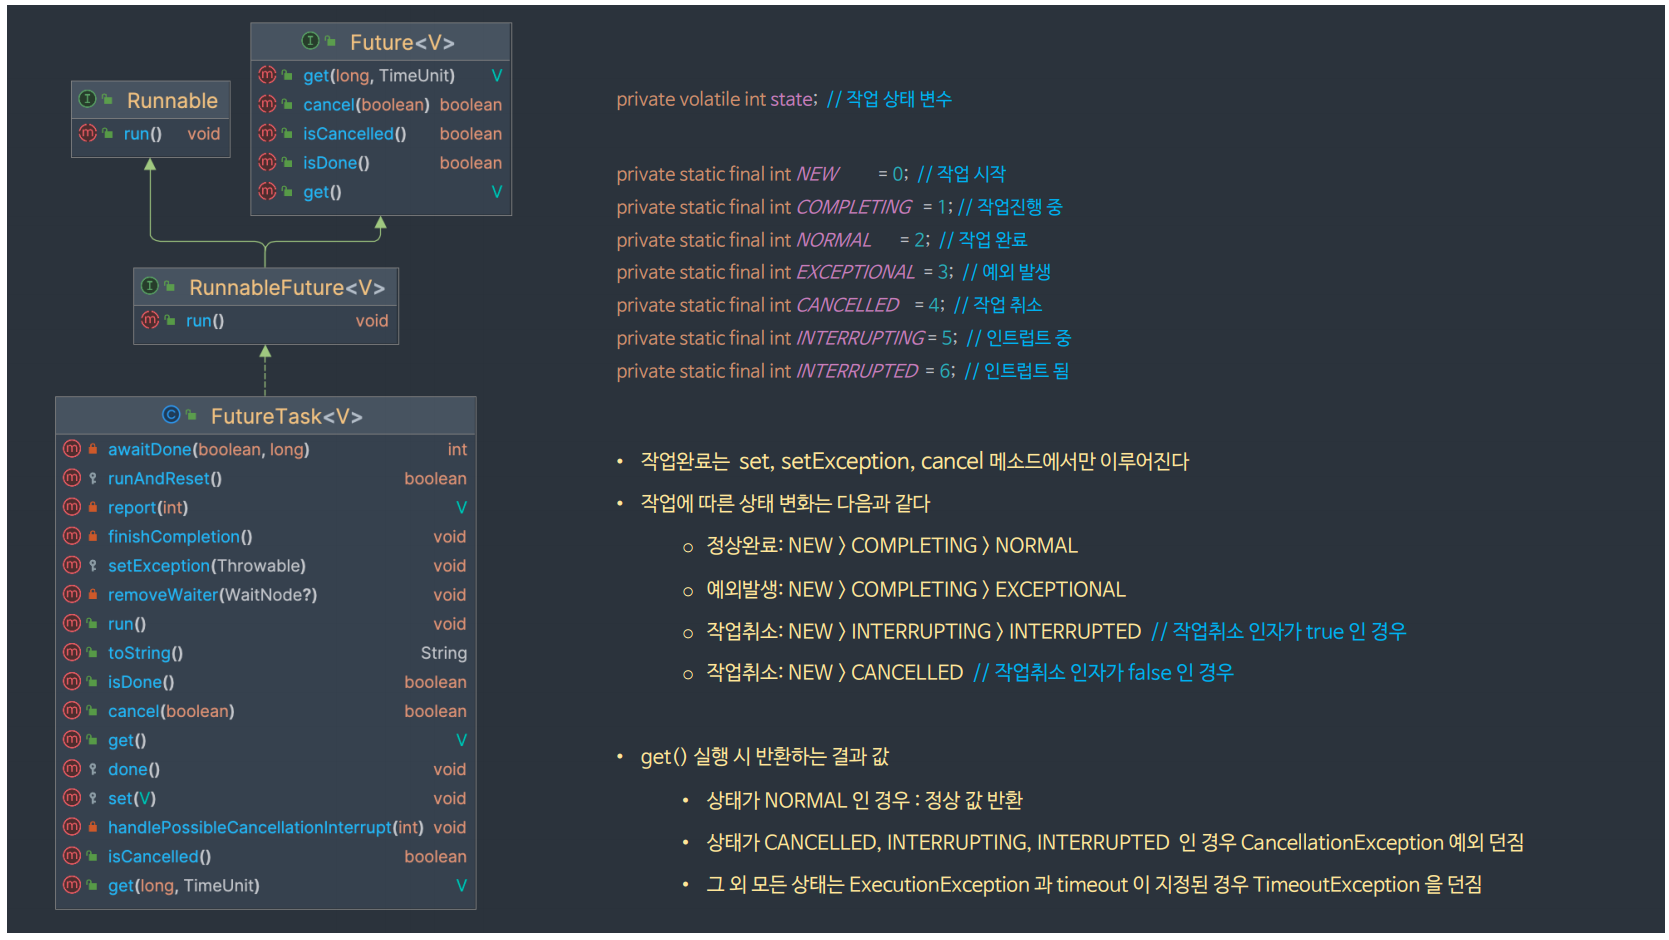 Future<V>
get(long, TimeUnit) V
cancel(boolean) boolean
isCancelled() boolean
isDone() boolean
get() V
Runnable
run() void
RunnableFuture<V>
run() void
FutureTask<V>
awaitDone(boolean, long) int
runAndReset() boolean
report(int) V
finishCompletion() void
setException(Throwable) void
removeWaiter(WaitNode?) void
run() void
toString() String
isDone() boolean
cancel(boolean) boolean
get() V
done() void
set(V) void
handlePossibleCancellationInterrupt(int) void
isCancelled() boolean
get(long, TimeUnit) V
private volatile int state; // 작업 상태 변수
private static final int NEW = 0; // 작업 시작
private static final int COMPLETING = 1; // 작업진행 중
private static final int NORMAL = 2; // 작업 완료
private static final int EXCEPTIONAL = 3; // 예외 발생
private static final int CANCELLED = 4; // 작업 취소
private static final int INTERRUPTING = 5; // 인트럽트 중
private static final int INTERRUPTED = 6; // 인트럽트 됨
• 작업완료는 set, setException, cancel 메소드에서만 이루어진다
• 작업에 따른 상태 변화는 다음과 같다
○ 정상완료: NEW > COMPLETING > NORMAL
○ 예외발생: NEW > COMPLETING > EXCEPTIONAL
○ 작업취소: NEW > INTERRUPTING > INTERRUPTED // 작업취소 인자가 true 인 경우
○ 작업취소: NEW > CANCELLED // 작업취소 인자가 false 인 경우
• get() 실행 시 반환하는 결과 값
• 상태가 NORMAL 인 경우 : 정상 값 반환
• 상태가 CANCELLED, INTERRUPTING, INTERRUPTED 인 경우 CancellationException 예외 던짐
• 그 외 모든 상태는 ExecutionException 과 timeout 이 지정된 경우 TimeoutException 을 던짐